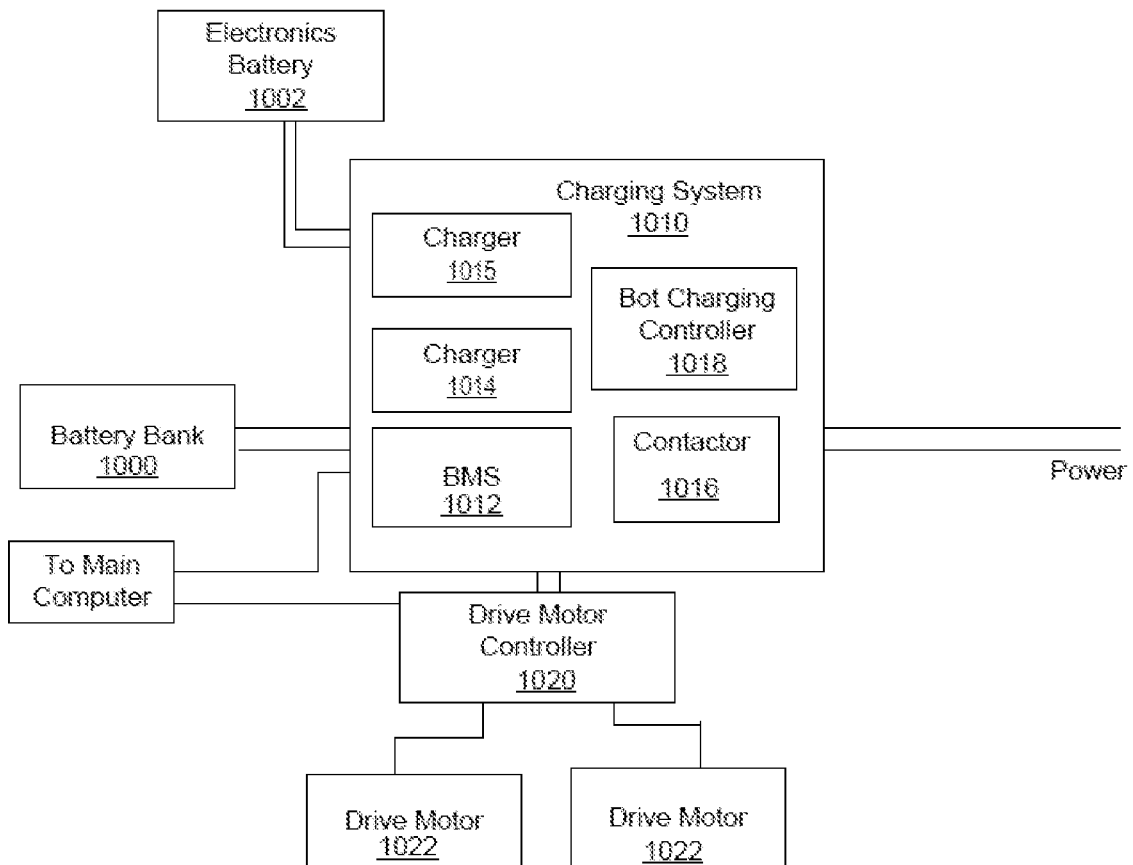 Electronics
Battery
1002
Charging System
1010
Charger
1015
Bot Charging
Controller
1018
Charger
1014
Battery Bank
1000
BMS
1012
Contactor
1016
Power
To Main
Computer
Drive Motor
Controller
1020
Drive Motor
1022
Drive Motor
1022